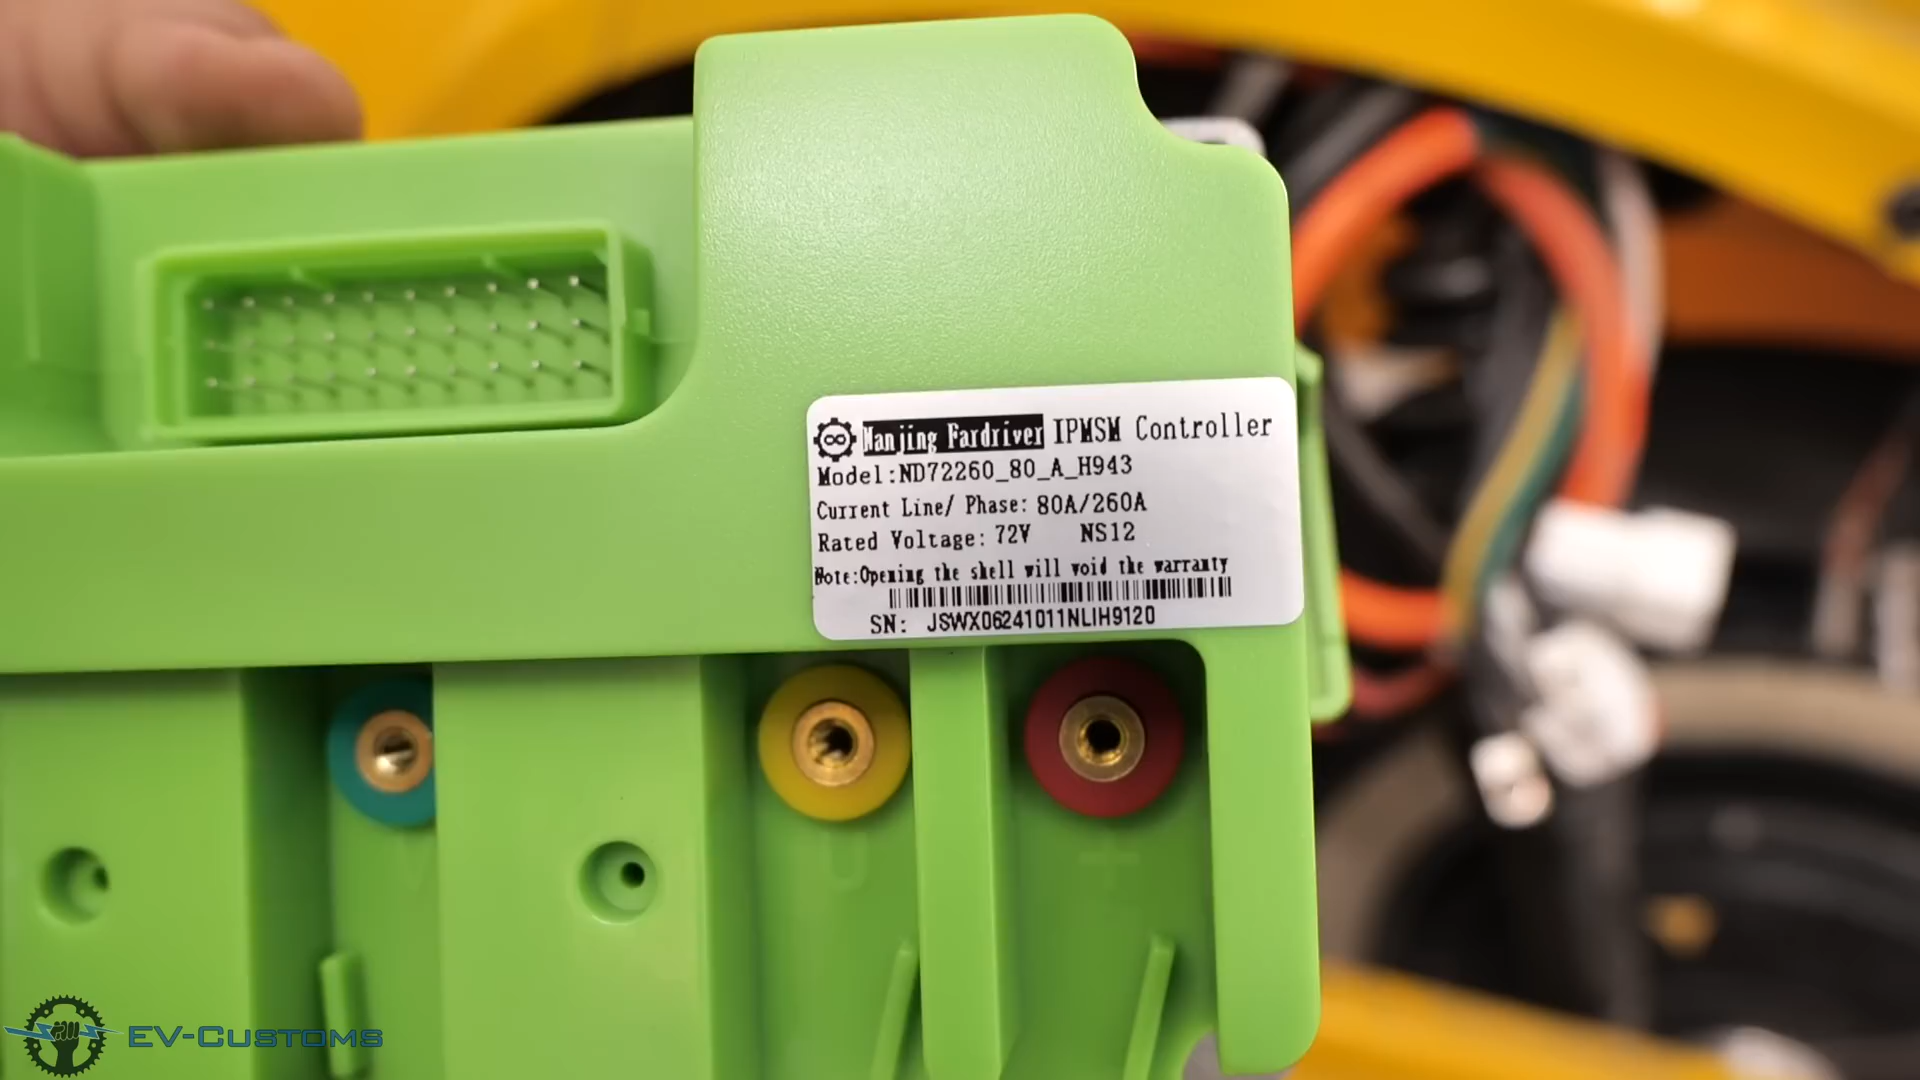 Nanjing Fardriver IPMSM Controller
Model:ND72260_80_A_H943
Current Line/ Phase: 80A/260A
Rated Voltage: 72V NS12
Note:Opening the shell will void the warranty
SN: JSWX06241011NLIH9120
V U +
EV-Customs